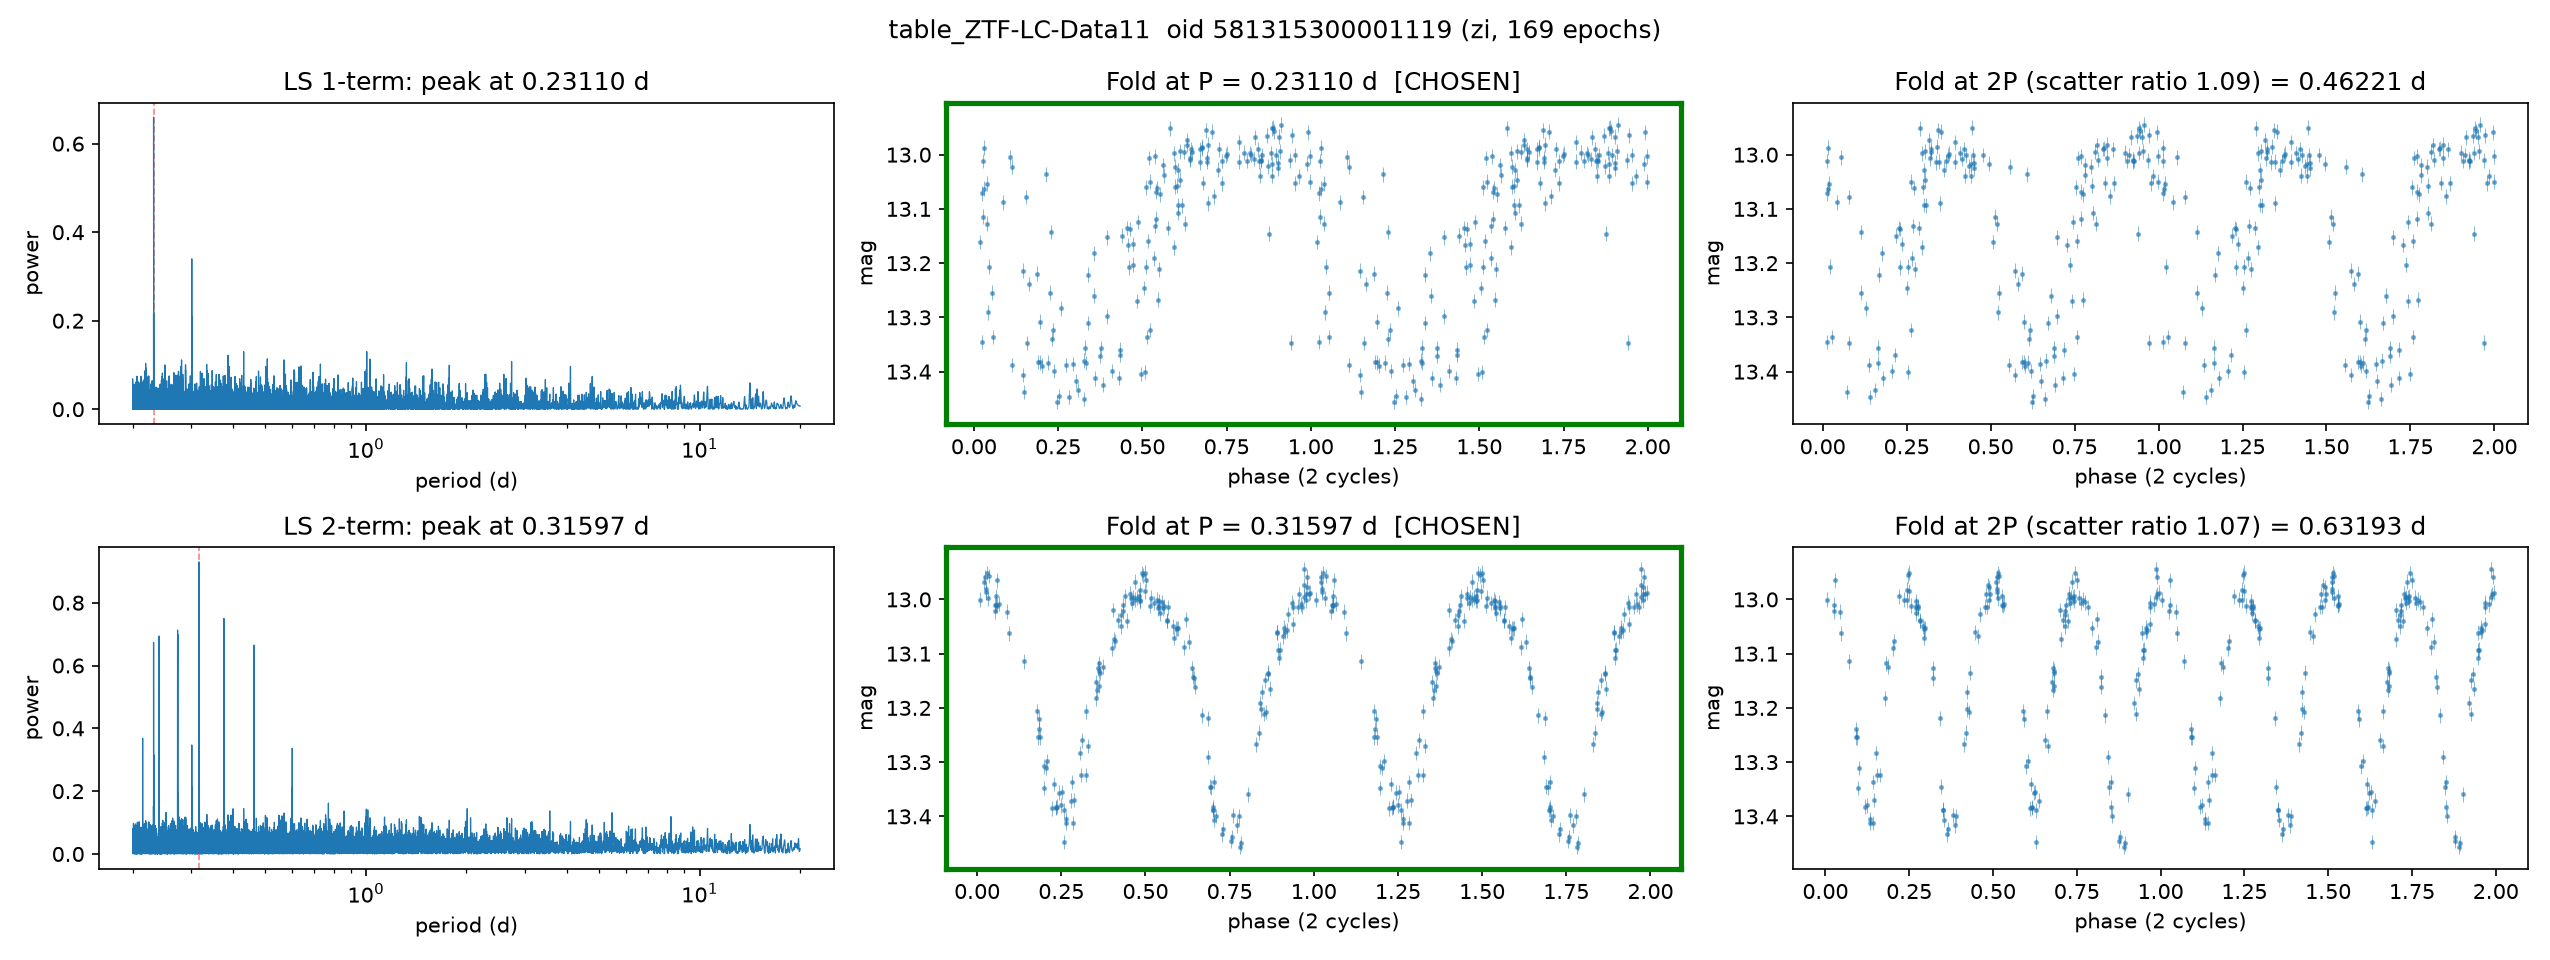 table_ZTF-LC-Data11  oid 581315300001119 (zi, 169 epochs)
LS 1-term: peak at 0.23110 d
power
0.6
0.4
0.2
0.0
10⁰
10¹
period (d)
Fold at P = 0.23110 d  [CHOSEN]
mag
13.0
13.1
13.2
13.3
13.4
0.00 0.25 0.50 0.75 1.00 1.25 1.50 1.75 2.00
phase (2 cycles)
Fold at 2P (scatter ratio 1.09) = 0.46221 d
mag
13.0
13.1
13.2
13.3
13.4
0.00 0.25 0.50 0.75 1.00 1.25 1.50 1.75 2.00
phase (2 cycles)
LS 2-term: peak at 0.31597 d
power
0.8
0.6
0.4
0.2
0.0
10⁰
10¹
period (d)
Fold at P = 0.31597 d  [CHOSEN]
mag
13.0
13.1
13.2
13.3
13.4
0.00 0.25 0.50 0.75 1.00 1.25 1.50 1.75 2.00
phase (2 cycles)
Fold at 2P (scatter ratio 1.07) = 0.63193 d
mag
13.0
13.1
13.2
13.3
13.4
0.00 0.25 0.50 0.75 1.00 1.25 1.50 1.75 2.00
phase (2 cycles)